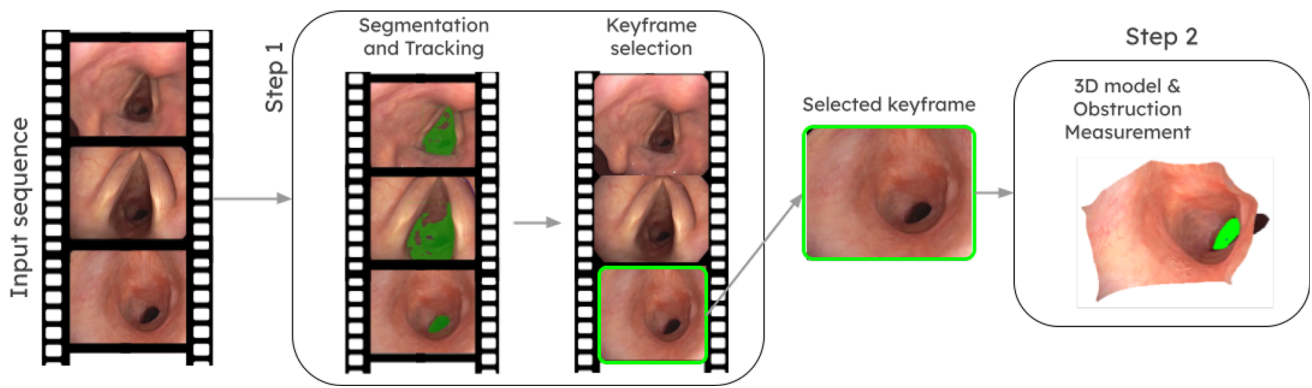 Input sequence
Step 1
Segmentation
and Tracking
Keyframe
selection
Selected keyframe
Step 2
3D model &
Obstruction
Measurement